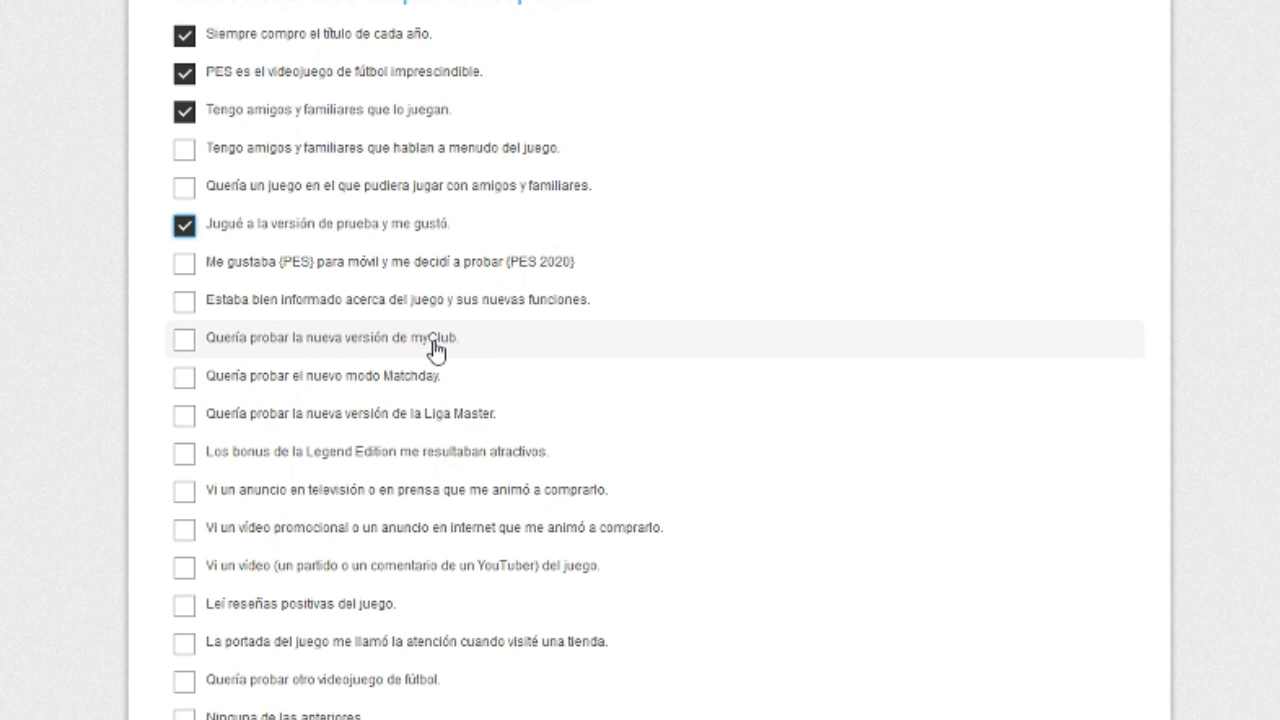 Siempre compro el título de cada año.
PES es el videojuego de fútbol imprescindible.
Tengo amigos y familiares que lo juegan.
Tengo amigos y familiares que hablan a menudo del juego.
Quería un juego en el que pudiera jugar con amigos y familiares.
Jugué a la versión de prueba y me gustó.
Me gustaba {PES} para móvil y me decidí a probar {PES 2020}
Estaba bien informado acerca del juego y sus nuevas funciones.
Quería probar la nueva versión de myClub.
Quería probar el nuevo modo Matchday.
Quería probar la nueva versión de la Liga Master.
Los bonus de la Legend Edition me resultaban atractivos.
Vi un anuncio en televisión o en prensa que me animó a comprarlo.
Vi un vídeo promocional o un anuncio en internet que me animó a comprarlo.
Vi un vídeo (un partido o un comentario de un YouTuber) del juego.
Leí reseñas positivas del juego.
La portada del juego me llamó la atención cuando visité una tienda.
Quería probar otro videojuego de fútbol.
Ninguna de las anteriores